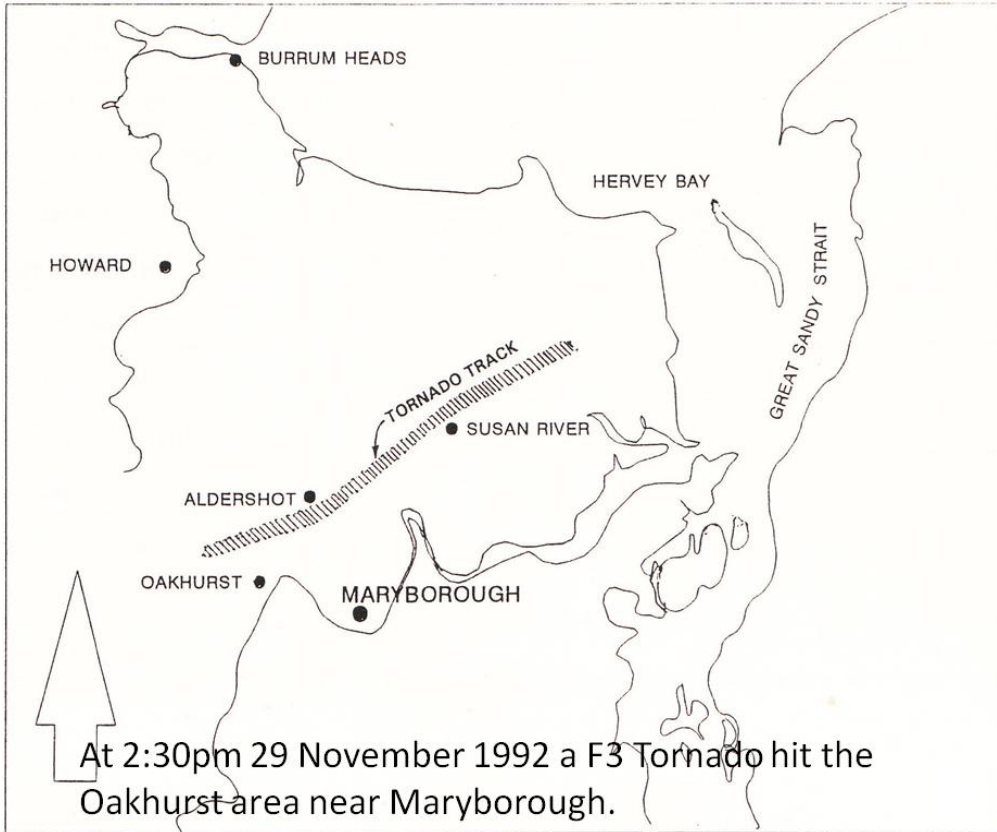 BURRUM HEADS
HERVEY BAY
HOWARD
GREAT SANDY STRAIT
TORNADO TRACK
SUSAN RIVER
ALDERSHOT
OAKHURST
MARYBOROUGH
At 2:30pm 29 November 1992 a F3 Tornado hit the
Oakhurst area near Maryborough.